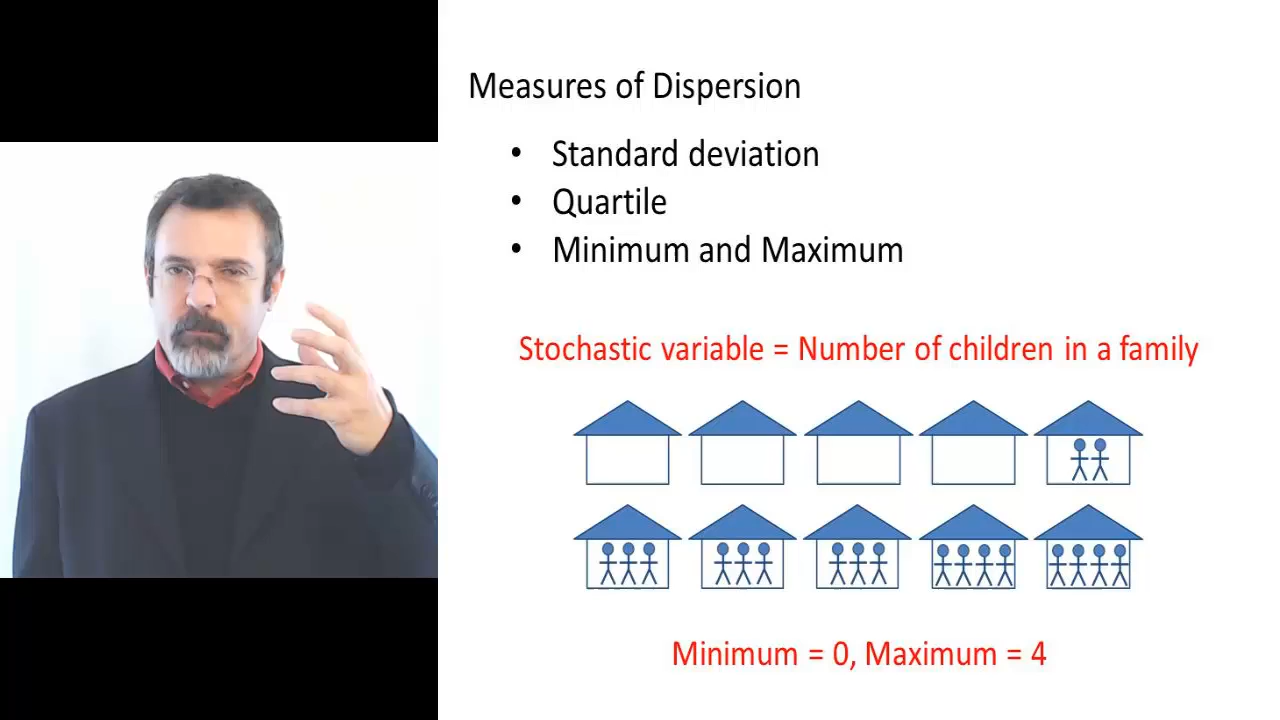 Measures of Dispersion
• Standard deviation
• Quartile
• Minimum and Maximum
Stochastic variable = Number of children in a family
Minimum = 0, Maximum = 4